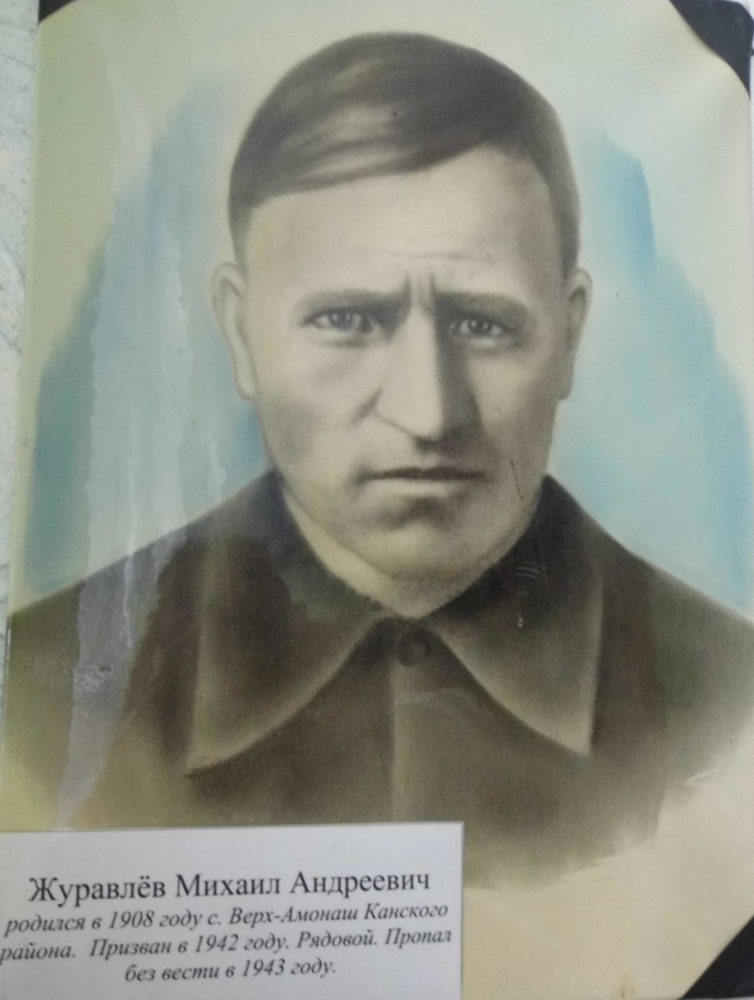 Журавлёв Михаил Андреевич
родился в 1908 году с. Верх-Амонаш Канского
района. Призван в 1942 году. Рядовой. Пропал
без вести в 1943 году.